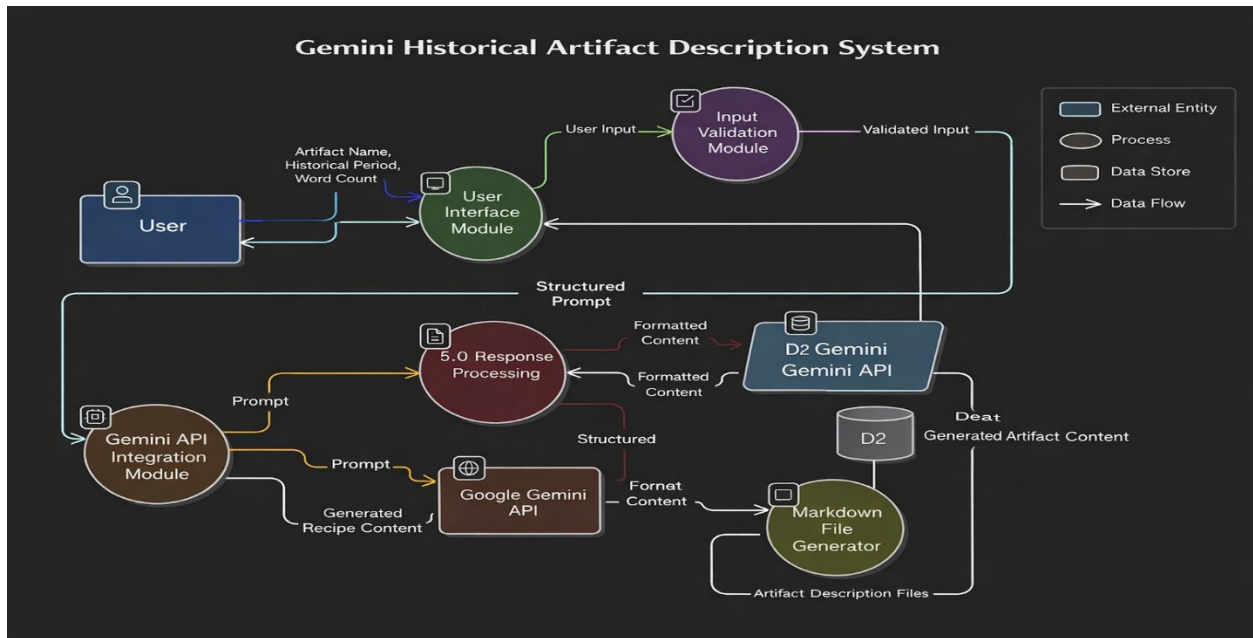 Gemini Historical Artifact Description System
External Entity
Process
Data Store
Data Flow
Input
Validation
Module
User Input
Validated Input
Artifact Name,
Historical Period,
Word Count
User
User
Interface
Module
Structured
Prompt
5.0 Response
Processing
Formatted
Content
Formatted
Content
D2 Gemini
Gemini API
Prompt
Structured
D2
Deat
Generated Artifact Content
Gemini API
Integration
Module
Prompt
Google Gemini
API
Generated
Recipe Content
Fornet
Content
Markdown
File
Generator
Artifact Description Files